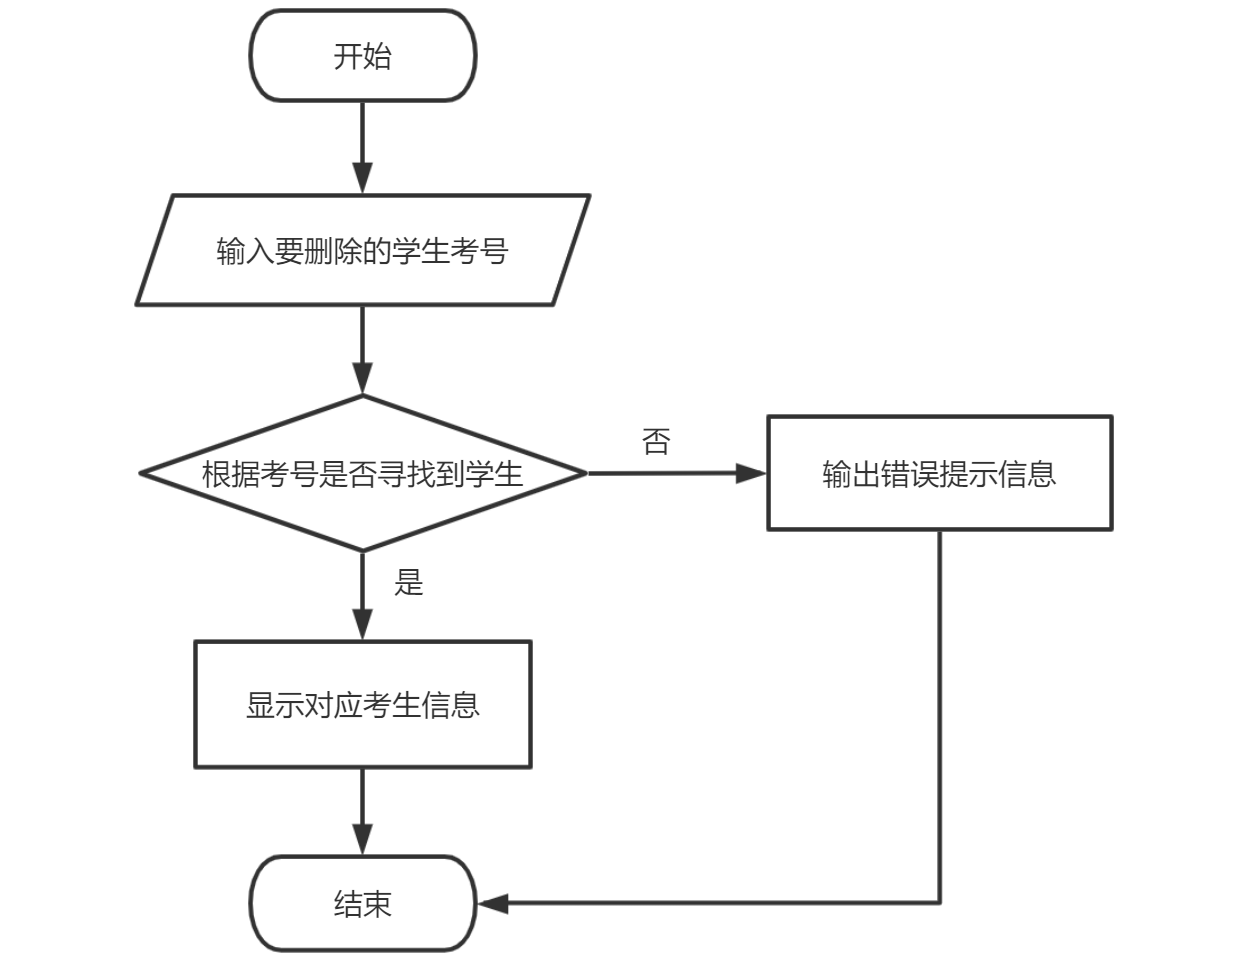 开始
输入要删除的学生考号
根据考号是否寻找到学生
否
输出错误提示信息
是
显示对应考生信息
结束